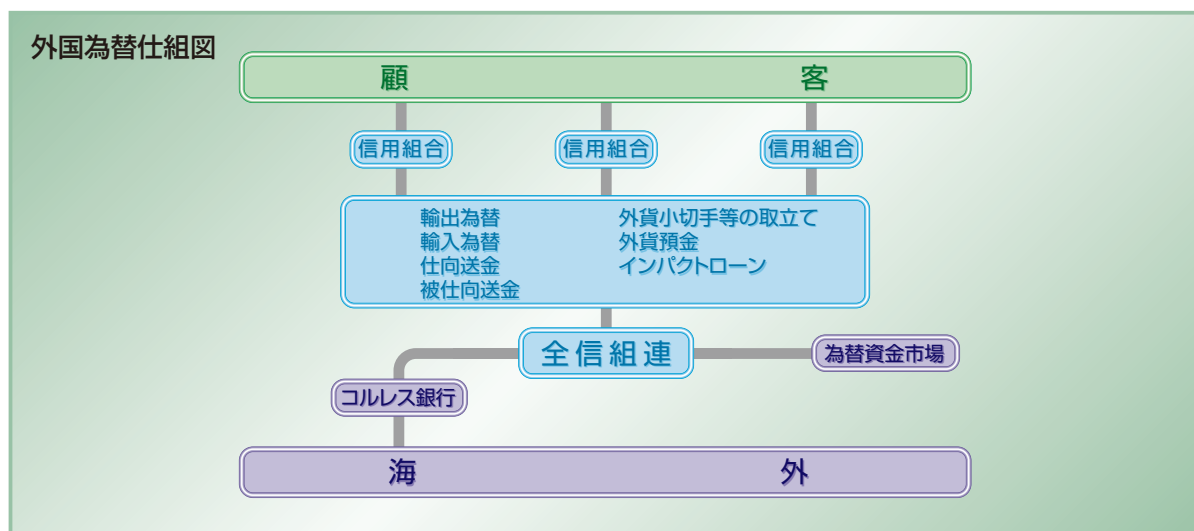 外国為替仕組図
顧客
信用組合
信用組合
信用組合
輸出為替
輸入為替
仕向送金
被仕向送金
外貨小切手等の取立て
外貨預金
インパクトローン
全信組連
為替資金市場
コルレス銀行
海外